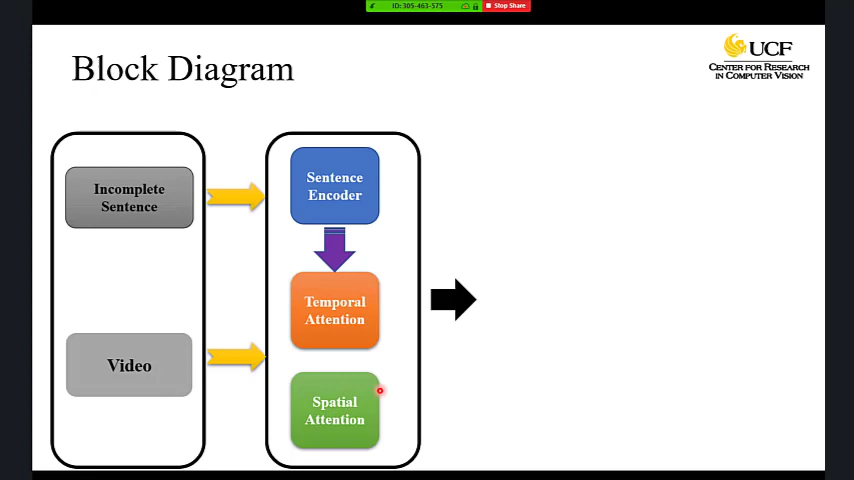 ID: 305-463-575
Stop Share
Block Diagram
UCF
CENTER FOR RESEARCH
IN COMPUTER VISION
Incomplete
Sentence
Sentence
Encoder
Temporal
Attention
Video
Spatial
Attention